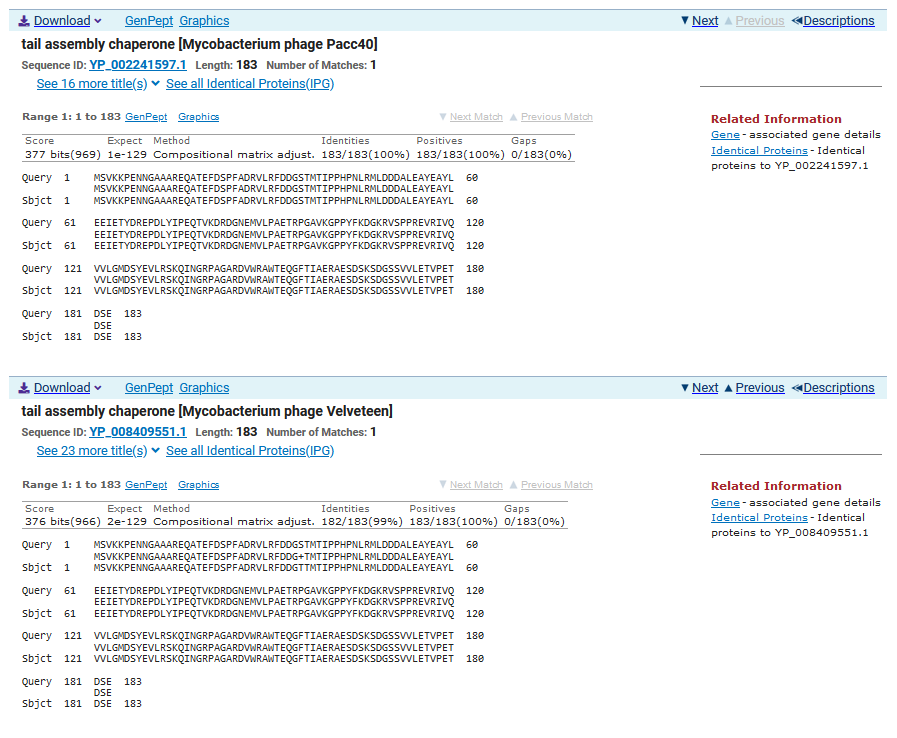 Download GenPept Graphics Next Previous Descriptions
tail assembly chaperone [Mycobacterium phage Pacc40]
Sequence ID: YP_002241597.1 Length: 183 Number of Matches: 1
See 16 more title(s) See all Identical Proteins(IPG)
Range 1: 1 to 183 GenPept Graphics Next Match Previous Match
Score Expect Method Identities Positives Gaps
377 bits(969) 1e-129 Compositional matrix adjust. 183/183(100%) 183/183(100%) 0/183(0%)
Query 1 MSVKKPENNGAAAREQATEFDSPFADRVLRFDDGSTMTIPPHPNLRMLDDDALEAYEAYL 60
MSVKKPENNGAAAREQATEFDSPFADRVLRFDDGSTMTIPPHPNLRMLDDDALEAYEAYL
Sbjct 1 MSVKKPENNGAAAREQATEFDSPFADRVLRFDDGSTMTIPPHPNLRMLDDDALEAYEAYL 60
Query 61 EEIETYDREPDLYIPEQTVKDRDGNEMVLPAETRPGAVKGPPYFKDGKRVSPPREVRIVQ 120
EEIETYDREPDLYIPEQTVKDRDGNEMVLPAETRPGAVKGPPYFKDGKRVSPPREVRIVQ
Sbjct 61 EEIETYDREPDLYIPEQTVKDRDGNEMVLPAETRPGAVKGPPYFKDGKRVSPPREVRIVQ 120
Query 121 VVLGMDSYEVLRSKQINGRPAGARDVWRAWTEQGFTIAERAESDSKSDGSSVVLETVPET 180
VVLGMDSYEVLRSKQINGRPAGARDVWRAWTEQGFTIAERAESDSKSDGSSVVLETVPET
Sbjct 121 VVLGMDSYEVLRSKQINGRPAGARDVWRAWTEQGFTIAERAESDSKSDGSSVVLETVPET 180
Query 181 DSE 183
DSE
Sbjct 181 DSE 183
Related Information
Gene - associated gene details
Identical Proteins - Identical
proteins to YP_002241597.1
Download GenPept Graphics Next Previous Descriptions
tail assembly chaperone [Mycobacterium phage Velveteen]
Sequence ID: YP_008409551.1 Length: 183 Number of Matches: 1
See 23 more title(s) See all Identical Proteins(IPG)
Range 1: 1 to 183 GenPept Graphics Next Match Previous Match
Score Expect Method Identities Positives Gaps
376 bits(966) 2e-129 Compositional matrix adjust. 182/183(99%) 183/183(100%) 0/183(0%)
Query 1 MSVKKPENNGAAAREQATEFDSPFADRVLRFDDGSTMTIPPHPNLRMLDDDALEAYEAYL 60
MSVKKPENNGAAAREQATEFDSPFADRVLRFDDG+TMTIPPHPNLRMLDDDALEAYEAYL
Sbjct 1 MSVKKPENNGAAAREQATEFDSPFADRVLRFDDGTTMTIPPHPNLRMLDDDALEAYEAYL 60
Query 61 EEIETYDREPDLYIPEQTVKDRDGNEMVLPAETRPGAVKGPPYFKDGKRVSPPREVRIVQ 120
EEIETYDREPDLYIPEQTVKDRDGNEMVLPAETRPGAVKGPPYFKDGKRVSPPREVRIVQ
Sbjct 61 EEIETYDREPDLYIPEQTVKDRDGNEMVLPAETRPGAVKGPPYFKDGKRVSPPREVRIVQ 120
Query 121 VVLGMDSYEVLRSKQINGRPAGARDVWRAWTEQGFTIAERAESDSKSDGSSVVLETVPET 180
VVLGMDSYEVLRSKQINGRPAGARDVWRAWTEQGFTIAERAESDSKSDGSSVVLETVPET
Sbjct 121 VVLGMDSYEVLRSKQINGRPAGARDVWRAWTEQGFTIAERAESDSKSDGSSVVLETVPET 180
Query 181 DSE 183
DSE
Sbjct 181 DSE 183
Related Information
Gene - associated gene details
Identical Proteins - Identical
proteins to YP_008409551.1